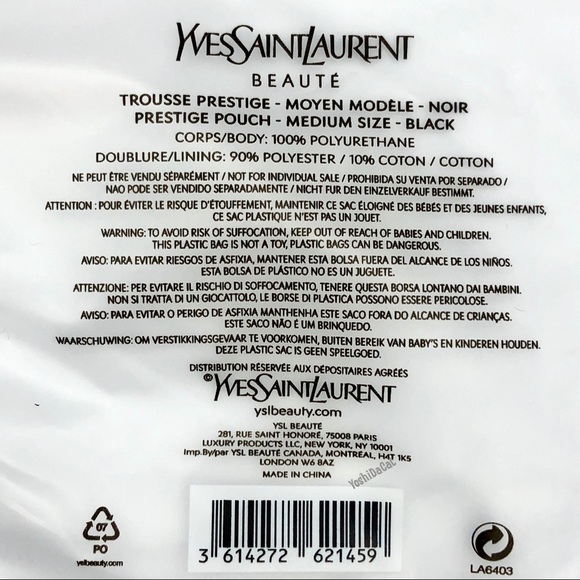 YVESSAINTLAURENT
BEAUTÉ
TROUSSE PRESTIGE - MOYEN MODÈLE - NOIR
PRESTIGE POUCH - MEDIUM SIZE - BLACK
CORPS/BODY: 100% POLYURETHANE
DOUBLURE/LINING: 90% POLYESTER / 10% COTON / COTTON
NE PEUT ÊTRE VENDU SÉPARÉMENT / NOT FOR INDIVIDUAL SALE / PROHIBIDA SU VENTA POR SEPARADO /
NAO PODE SER VENDIDO SEPARADAMENTE / NICHT FUR DEN EINZELVERKAUF BESTIMMT.
ATTENTION : POUR ÉVITER LE RISQUE D'ÉTOUFFEMENT, MAINTENIR CE SAC ÉLOIGNÉ DES BÉBÉS ET DES JEUNES ENFANTS,
CE SAC PLASTIQUE N'EST PAS UN JOUET.
WARNING: TO AVOID RISK OF SUFFOCATION, KEEP OUT OF REACH OF BABIES AND CHILDREN.
THIS PLASTIC BAG IS NOT A TOY, PLASTIC BAGS CAN BE DANGEROUS.
AVISO: PARA EVITAR RIESGOS DE ASFIXIA, MANTENER ESTA BOLSA FUERA DEL ALCANCE DE LOS NIÑOS.
ESTA BOLSA DE PLÁSTICO NO ES UN JUGUETE.
ATTENZIONE: PER EVITARE IL RISCHIO DI SOFFOCAMENTO, TENERE QUESTA BORSA LONTANO DAI BAMBINI.
NON SI TRATTA DI UN GIOCATTOLO, LE BORSE DI PLASTICA POSSONO ESSERE PERICOLOSE.
AVISO: PARA EVITAR O PERIGO DE ASFIXIA MANTHENHA ESTE SACO FORA DO ALCANCE DE CRIANÇAS.
ESTE SACO NÃO É UM BRINQUEDO.
WAARSCHUWING: OM VERSTIKKINGSGEVAAR TE VOORKOMEN, BUITEN BEREIK VAN BABY'S EN KINDEREN HOUDEN.
DEZE PLASTIC SAC IS GEEN SPEELGOED.
DISTRIBUTION RÉSERVÉE AUX DÉPOSITAIRES AGRÉÉS
©YVESSAINTLAURENT
yslbeauty.com
YSL BEAUTÉ
281, RUE SAINT HONORÉ, 75008 PARIS
LUXURY PRODUCTS LLC, NEW YORK, NY 10001
Imp.By/par YSL BEAUTÉ CANADA, MONTREAL, H4T 1K5
LONDON W6 8AZ
MADE IN CHINA
YoshiDaCat
07
PO
yslbeauty.com
3 614272 621459
LA6403